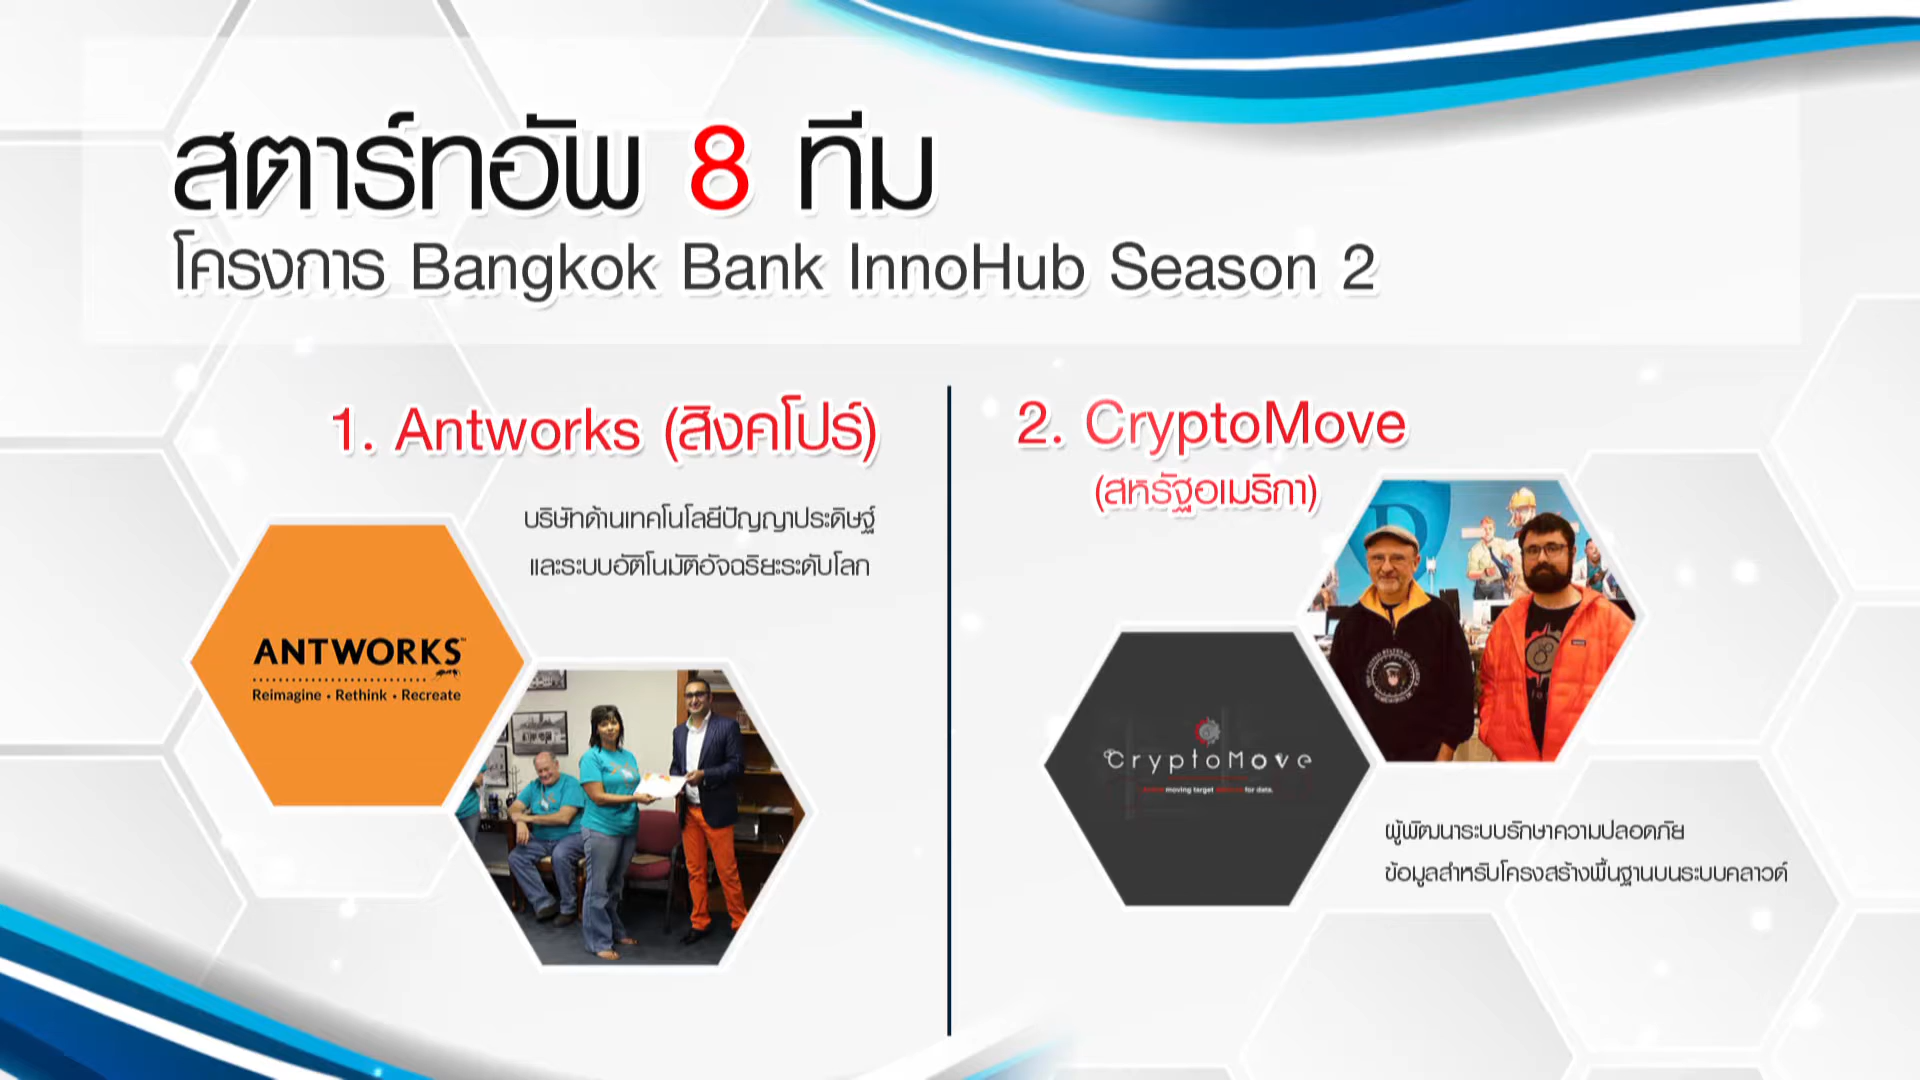 สตาร์ทอัพ 8 ทีม
โครงการ Bangkok Bank InnoHub Season 2
1. Antworks (สิงคโปร์)
บริษัทด้านเทคโนโลยีปัญญาประดิษฐ์
และระบบอัติโนมัติอัจฉริยะระดับโลก
ANTWORKS
Reimagine • Rethink • Recreate
2. CryptoMove
(สหรัฐอเมริกา)
CryptoMove
moving target for data.
ผู้พัฒนาระบบรักษาความปลอดภัย
ข้อมูลสำหรับโครงสร้างพื้นฐานบนระบบคลาวด์